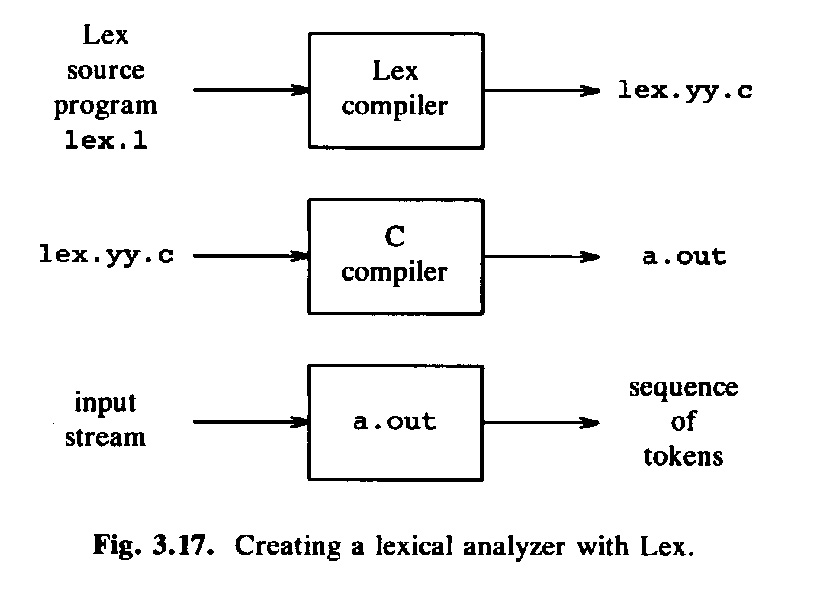 Lex
source
program
lex.l
Lex
compiler
lex.yy.c
lex.yy.c
C
compiler
a.out
input
stream
a.out
sequence
of
tokens
Fig. 3.17. Creating a lexical analyzer with Lex.